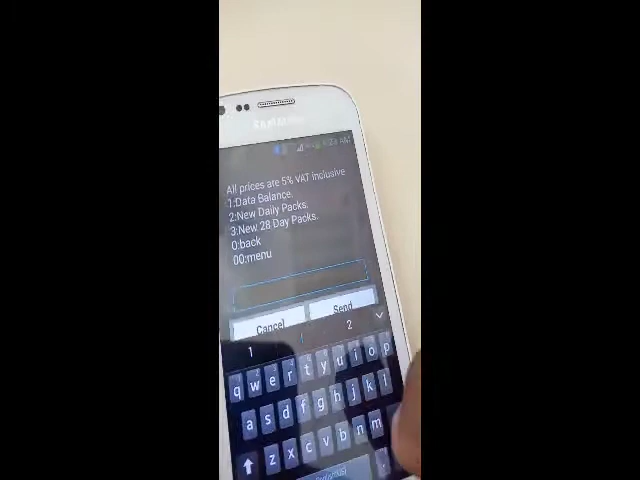 SAMSUNG
All prices are 5% VAT inclusive
1:Data Balance.
2:New Daily Packs.
3:New 28 Day Packs.
0:back
00:menu
Cancel Send
1 2
q w e r t y u i o p
a s d f g h j k l
z x c v b n m